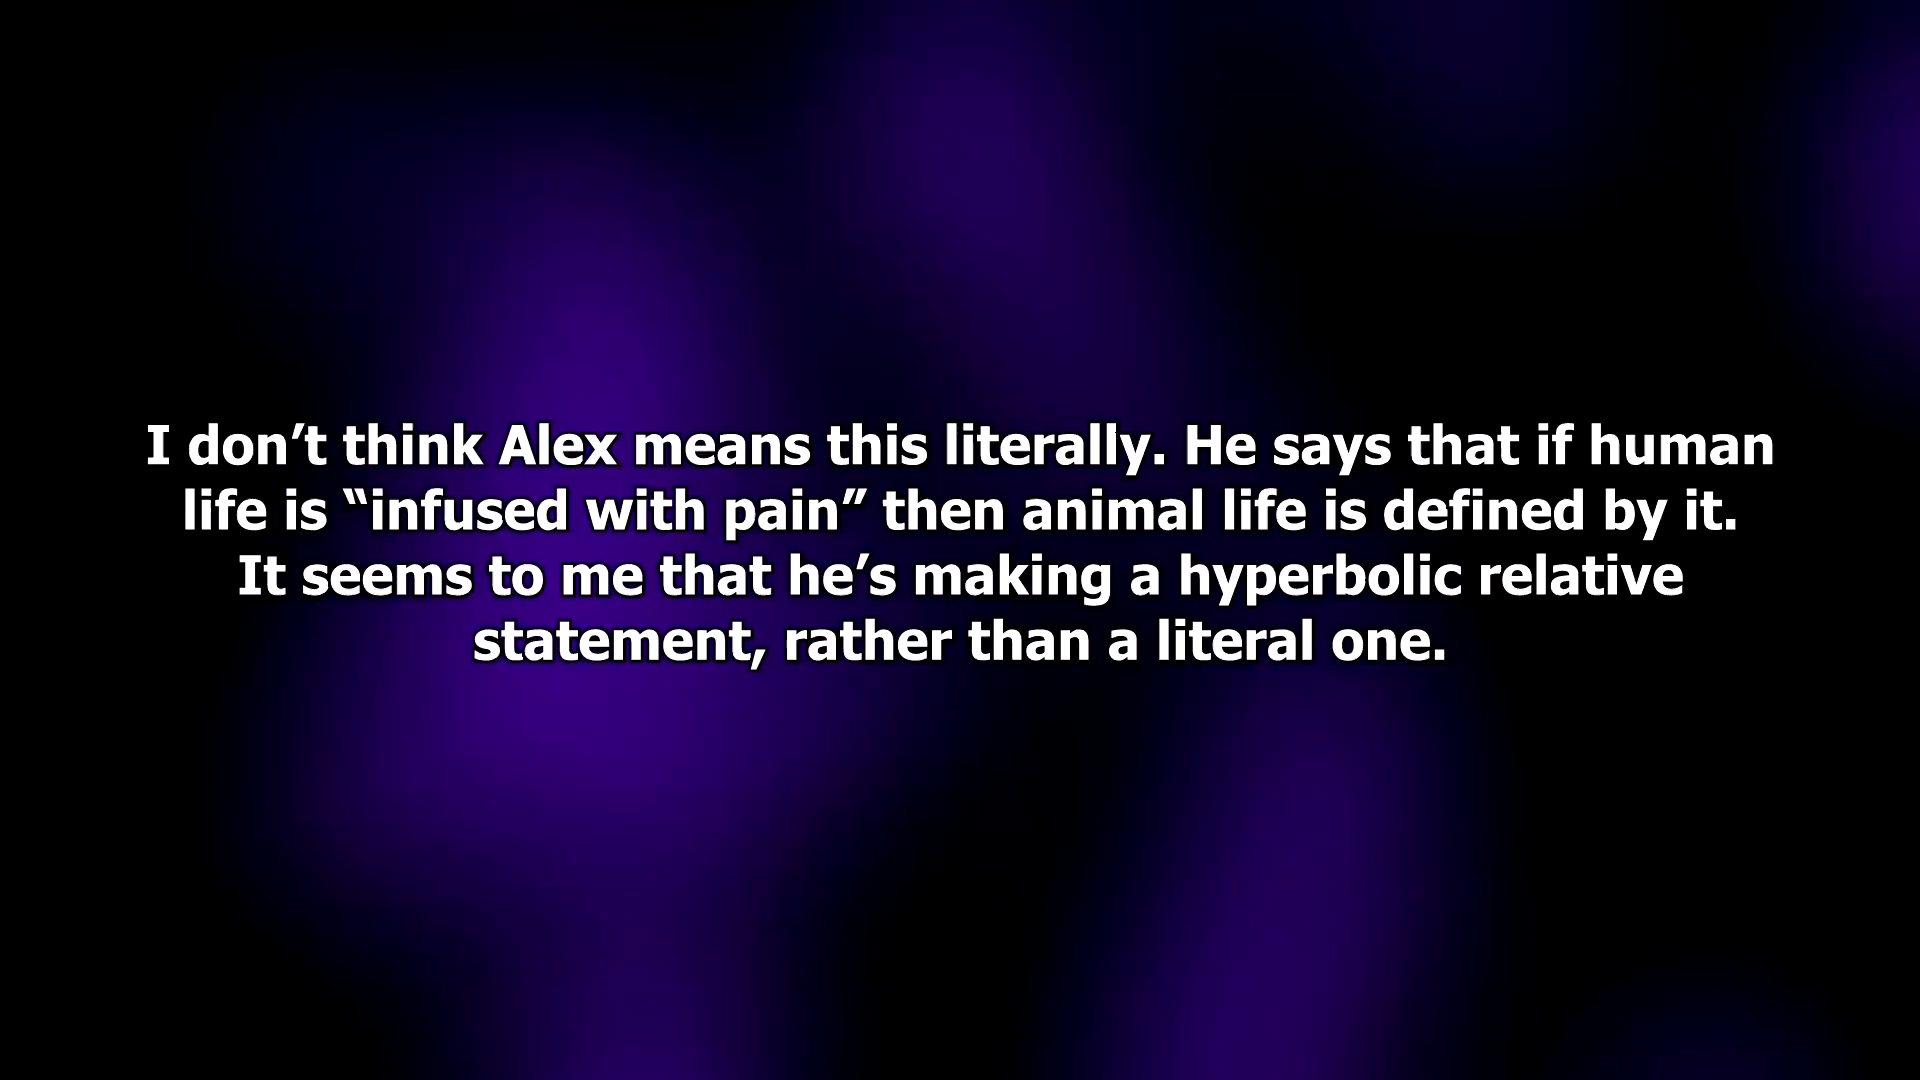 I don’t think Alex means this literally. He says that if human
life is “infused with pain” then animal life is defined by it.
It seems to me that he’s making a hyperbolic relative
statement, rather than a literal one.